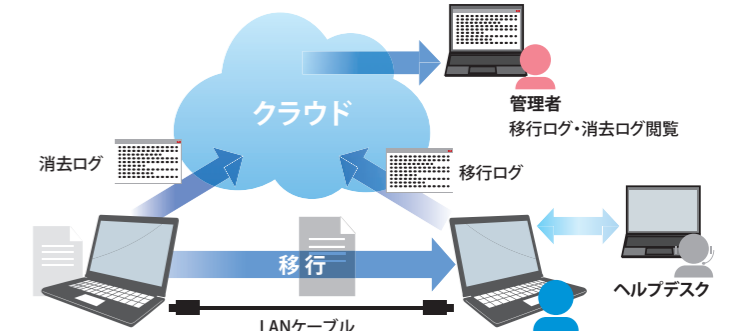 クラウド
管理者
移行ログ・消去ログ閲覧
消去ログ
移行ログ
移行
ヘルプデスク
LANケーブル